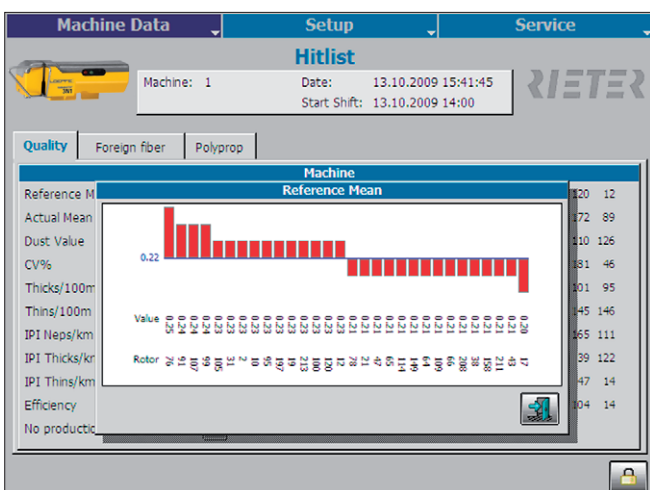 Machine Data Setup Service
Hitlist
Machine: 1 Date: 13.10.2009 15:41:45
Start Shift: 13.10.2009 14:00
RIETER
Quality Foreign fiber Polyprop
Machine
Reference Mean
Reference M 120 12
Actual Mean 172 89
Dust Value 110 126
CV% 181 46
Thicks/100m 101 95
Thins/100m 145 146
IPI Neps/km 165 111
IPI Thicks/kr 39 122
IPI Thins/km 47 14
Efficiency 104 14
No productic
0.22
Value 0.25 0.24 0.24 0.24 0.23 0.23 0.23 0.23 0.23 0.23 0.23 0.23 0.23 0.23 0.21 0.21 0.21 0.21 0.21 0.21 0.21 0.21 0.21 0.21 0.21 0.21 0.21 0.21 0.20
Rotor 76 91 107 99 105 31 2 10 95 197 19 213 100 120 12 78 21 47 65 114 149 64 109 66 208 38 158 211 43 17